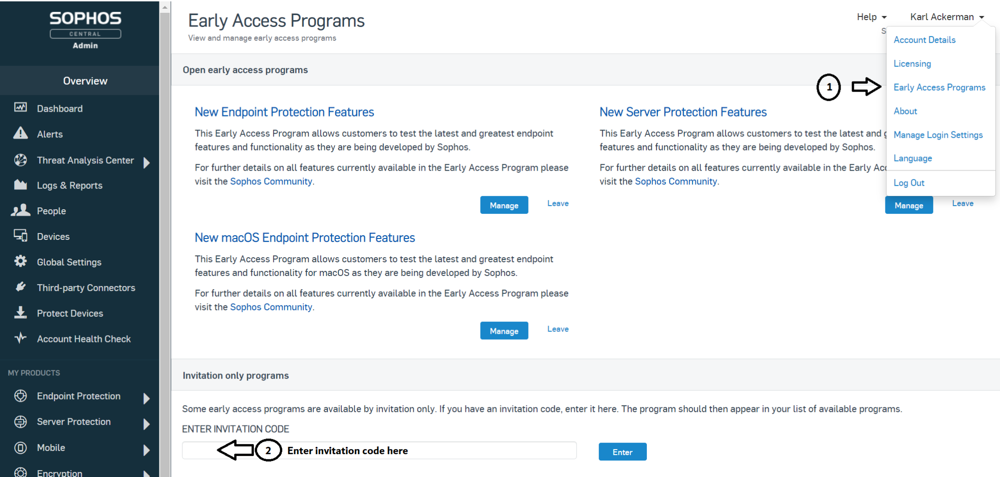 SOPHOS
CENTRAL
Admin
Overview
Dashboard
Alerts
Threat Analysis Center
Logs & Reports
People
Devices
Global Settings
Third-party Connectors
Protect Devices
Account Health Check
MY PRODUCTS
Endpoint Protection
Server Protection
Mobile
Encryption
Early Access Programs
View and manage early access programs
Help
Karl Ackerman
S
Account Details
Licensing
Early Access Programs
About
Manage Login Settings
Language
Log Out
1
Open early access programs
New Endpoint Protection Features
This Early Access Program allows customers to test the latest and greatest endpoint
features and functionality as they are being developed by Sophos.
For further details on all features currently available in the Early Access Program please
visit the Sophos Community.
Manage
Leave
New Server Protection Features
This Early Access Program allows customers to test the latest and
features and functionality as they are being developed by Sophos.
For further details on all features currently available in the Early
visit the Sophos Community.
Manage
Leave
New macOS Endpoint Protection Features
This Early Access Program allows customers to test the latest and greatest endpoint
features and functionality for macOS as they are being developed by Sophos.
For further details on all features currently available in the Early Access Program please
visit the Sophos Community.
Manage
Leave
Invitation only programs
Some early access programs are available by invitation only. If you have an invitation code, enter it here. The program should then appear in your list of available programs.
ENTER INVITATION CODE
2 Enter invitation code here
Enter